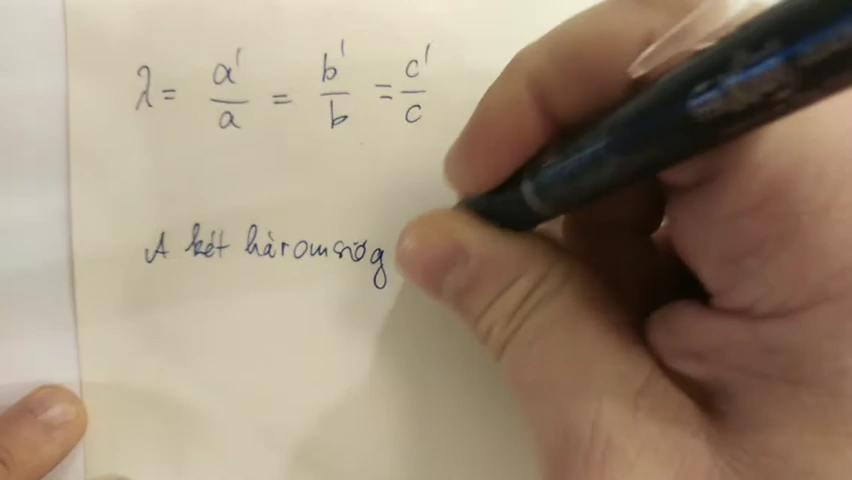 λ = a'/a = b'/b = c'/c
A két háromszög